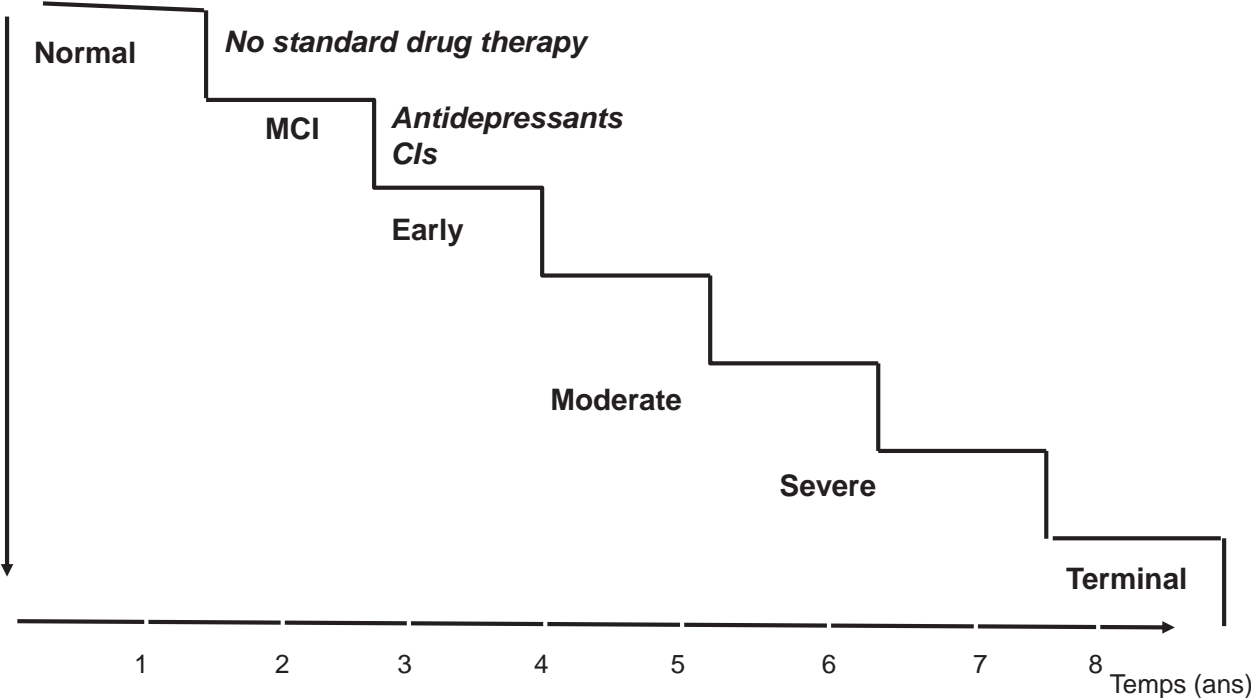 Normal
No standard drug therapy
MCI
Antidepressants
CIs
Early
Moderate
Severe
Terminal
1 2 3 4 5 6 7 8
Temps (ans)